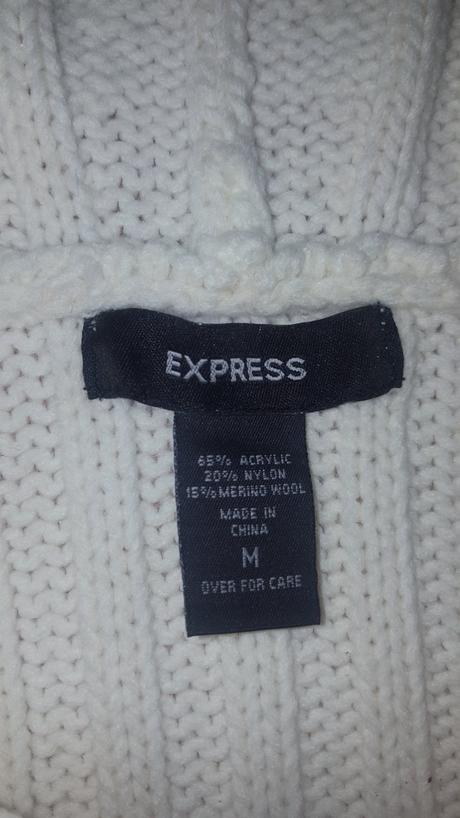 EXPRESS
65% ACRYLIC
20% NYLON
15% MERINO WOOL
MADE IN
CHINA
M
OVER FOR CARE